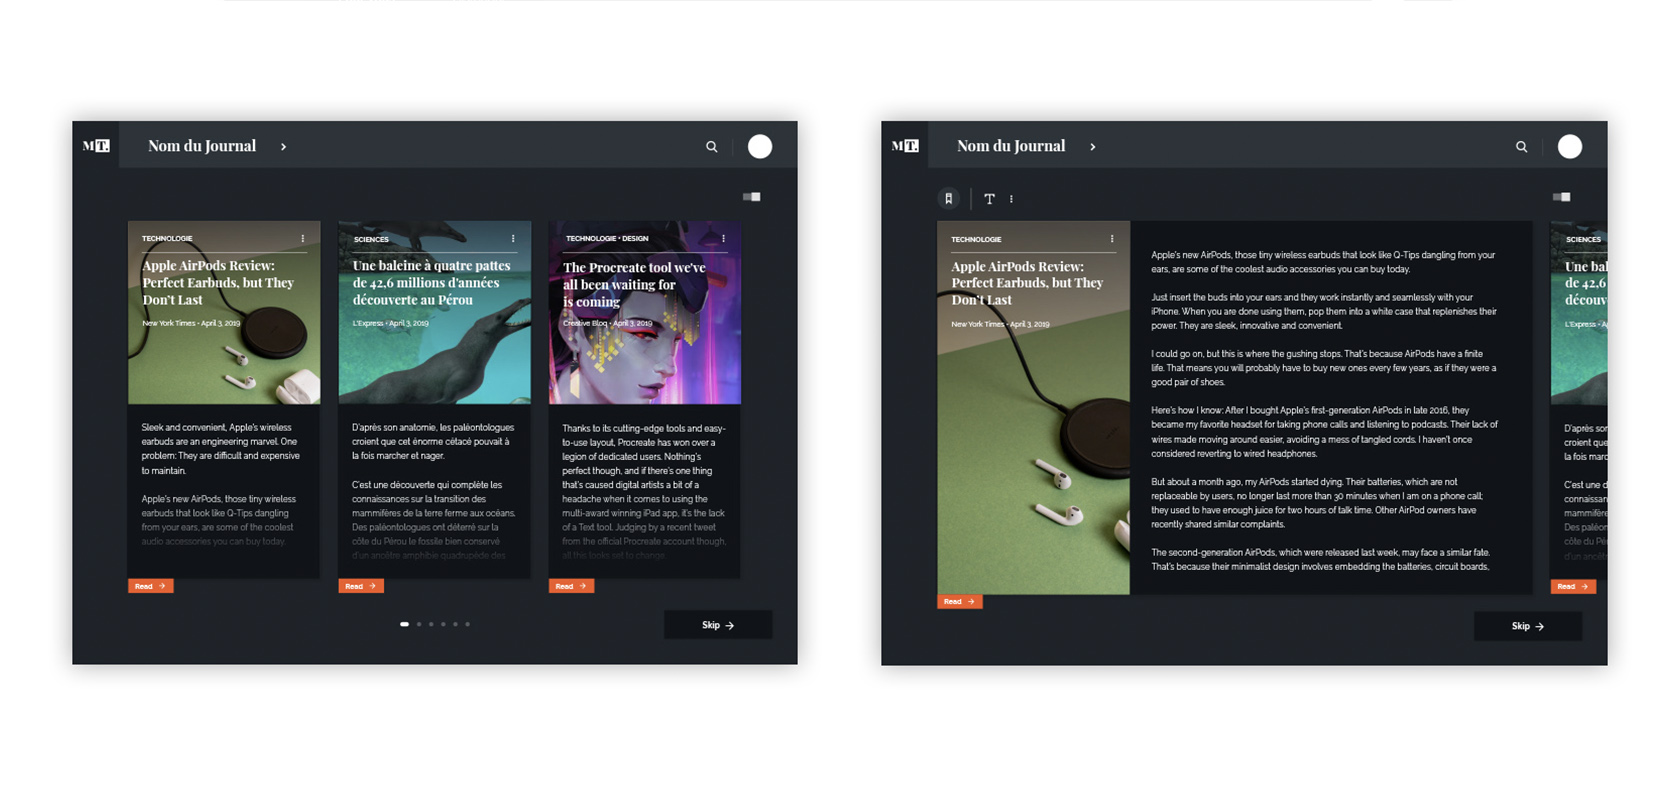 MT.
Nom du Journal
TECHNOLOGIE
Apple AirPods Review:
Perfect Earbuds, but They
Don't Last
New York Times • April 3, 2019
Sleek and convenient, Apple's wireless
earbuds are an engineering marvel. One
problem: They are difficult and expensive
to maintain.
Apple's new AirPods, those tiny wireless
earbuds that look like Q-Tips dangling
from your ears, are some of the coolest
audio accessories you can buy today.
Read
SCIENCES
Une baleine à quatre pattes
de 42,6 millions d'années
découverte au Pérou
L'Express • April 3, 2019
D'après son anatomie, les paléontologues
croient que cet énorme cétacé pouvait à
la fois marcher et nager.
C'est une découverte qui complète les
connaissances sur la transition des
mammifères de la terre ferme aux océans.
Des paléontologues ont déterré sur la
côte du Pérou le fossile bien conservé
d'un ancêtre amphibie quadrupède des
Read
TECHNOLOGIE • DESIGN
The Procreate tool we've
all been waiting for
is coming
Creative Bloq • April 3, 2019
Thanks to its cutting-edge tools and easy-
to-use layout, Procreate has won over a
legion of dedicated users. Nothing's
perfect though, and if there's one thing
that's caused digital artists a bit of a
headache when it comes to using the
multi-award winning iPad app, it's the lack
of a Text tool. Judging by a recent tweet
from the official Procreate account though,
all this looks set to change.
Read
Skip
MT.
Nom du Journal
T
TECHNOLOGIE
Apple AirPods Review:
Perfect Earbuds, but They
Don't Last
New York Times • April 3, 2019
Read
Apple's new AirPods, those tiny wireless earbuds that look like Q-Tips dangling from your
ears, are some of the coolest audio accessories you can buy today.
Just insert the buds into your ears and they work instantly and seamlessly with your
iPhone. When you are done using them, pop them into a white case that replenishes their
power. They are sleek, innovative and convenient.
I could go on, but this is where the gushing stops. That's because AirPods have a finite
life. That means you will probably have to buy new ones every few years, as if they were a
good pair of shoes.
Here's how I know: After I bought Apple's first-generation AirPods in late 2016, they
became my favorite headset for taking phone calls and listening to podcasts. Their lack of
wires made moving around easier, avoiding a mess of tangled cords. I haven't once
considered reverting to wired headphones.
But about a month ago, my AirPods started dying. Their batteries, which are not
replaceable by users, no longer last more than 30 minutes when I am on a phone call;
they used to have enough juice for two hours of talk time. Other AirPod owners have
recently shared similar complaints.
The second-generation AirPods, which were released last week, may face a similar fate.
That's because their minimalist design involves embedding the batteries, circuit boards,
SCIENCES
Une bal
de 42,6
découv
L'Express • Ap
D'après son
croient que
la fois marc
C'est une d
connaissan
mammifère
Des paléon
côte du Pér
d'un ancêt
Read
Skip